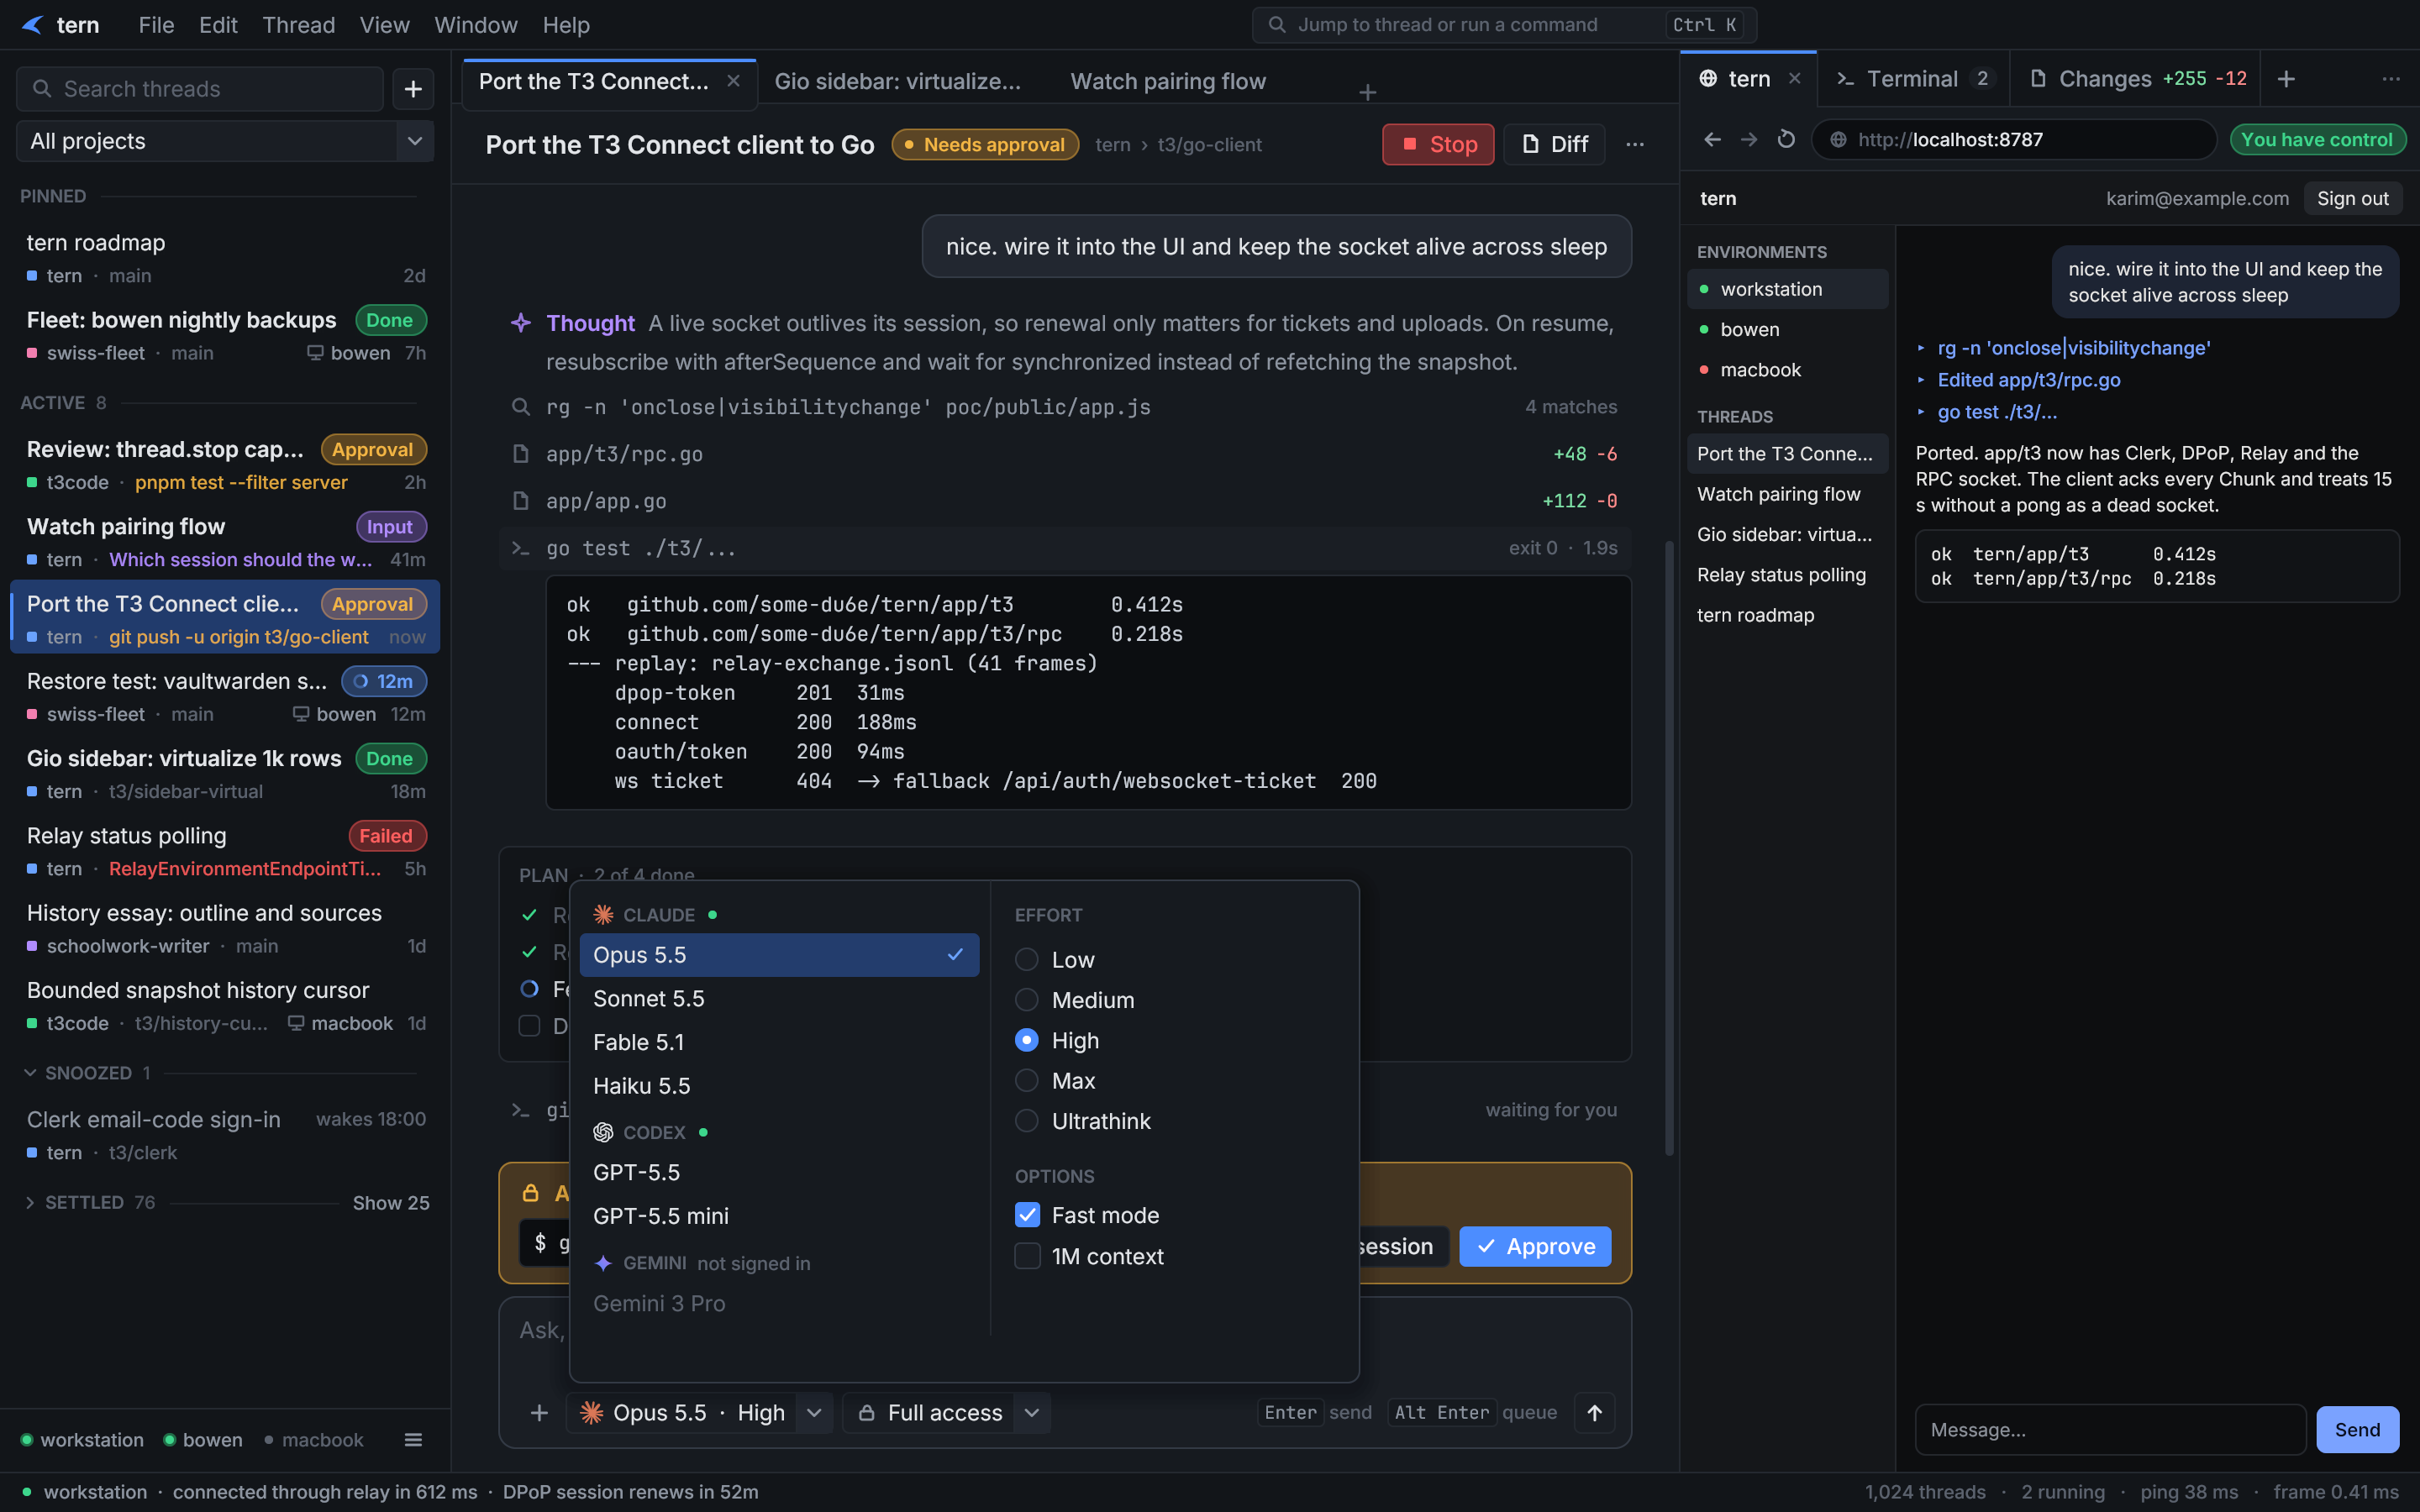 tern File Edit Thread View Window Help
Jump to thread or run a command Ctrl K
Search threads
All projects
PINNED
tern roadmap
tern · main 2d
Fleet: bowen nightly backups Done
swiss-fleet · main bowen 7h
ACTIVE 8
Review: thread.stop cap... Approval
t3code · pnpm test --filter server 2h
Watch pairing flow Input
tern · Which session should the w... 41m
Port the T3 Connect clie... Approval
tern · git push -u origin t3/go-client now
Restore test: vaultwarden s... 12m
swiss-fleet · main bowen 12m
Gio sidebar: virtualize 1k rows Done
tern · t3/sidebar-virtual 18m
Relay status polling Failed
tern · RelayEnvironmentEndpointTi... 5h
History essay: outline and sources
schoolwork-writer · main 1d
Bounded snapshot history cursor
t3code · t3/history-cu... macbook 1d
SNOOZED 1
Clerk email-code sign-in wakes 18:00
tern · t3/clerk
SETTLED 76 Show 25
workstation bowen macbook
Port the T3 Connect... Gio sidebar: virtualize... Watch pairing flow
Port the T3 Connect client to Go Needs approval tern › t3/go-client Stop Diff
nice. wire it into the UI and keep the socket alive across sleep
Thought A live socket outlives its session, so renewal only matters for tickets and uploads. On resume,
resubscribe with afterSequence and wait for synchronized instead of refetching the snapshot.
rg -n 'onclose|visibilitychange' poc/public/app.js 4 matches
app/t3/rpc.go +48 -6
app/app.go +112 -0
go test ./t3/... exit 0 · 1.9s
ok github.com/some-du6e/tern/app/t3 0.412s
ok github.com/some-du6e/tern/app/t3/rpc 0.218s
--- replay: relay-exchange.jsonl (41 frames)
dpop-token 201 31ms
connect 200 188ms
oauth/token 200 94ms
ws ticket 404 -> fallback /api/auth/websocket-ticket 200
PLAN · 2 of 4 done
gi waiting for you
$ g session Approve
Ask,
CLAUDE
Opus 5.5
Sonnet 5.5
Fable 5.1
Haiku 5.5
CODEX
GPT-5.5
GPT-5.5 mini
GEMINI not signed in
Gemini 3 Pro
EFFORT
Low
Medium
High
Max
Ultrathink
OPTIONS
Fast mode
1M context
Opus 5.5 · High Full access Enter send Alt Enter queue
tern Terminal 2 Changes +255 -12
http://localhost:8787 You have control
tern karim@example.com Sign out
ENVIRONMENTS
workstation
bowen
macbook
THREADS
Port the T3 Conne...
Watch pairing flow
Gio sidebar: virtua...
Relay status polling
tern roadmap
nice. wire it into the UI and keep the
socket alive across sleep
rg -n 'onclose|visibilitychange'
Edited app/t3/rpc.go
go test ./t3/...
Ported. app/t3 now has Clerk, DPoP, Relay and the
RPC socket. The client acks every Chunk and treats 15
s without a pong as a dead socket.
ok tern/app/t3 0.412s
ok tern/app/t3/rpc 0.218s
Message... Send
workstation · connected through relay in 612 ms · DPoP session renews in 52m
1,024 threads · 2 running · ping 38 ms · frame 0.41 ms